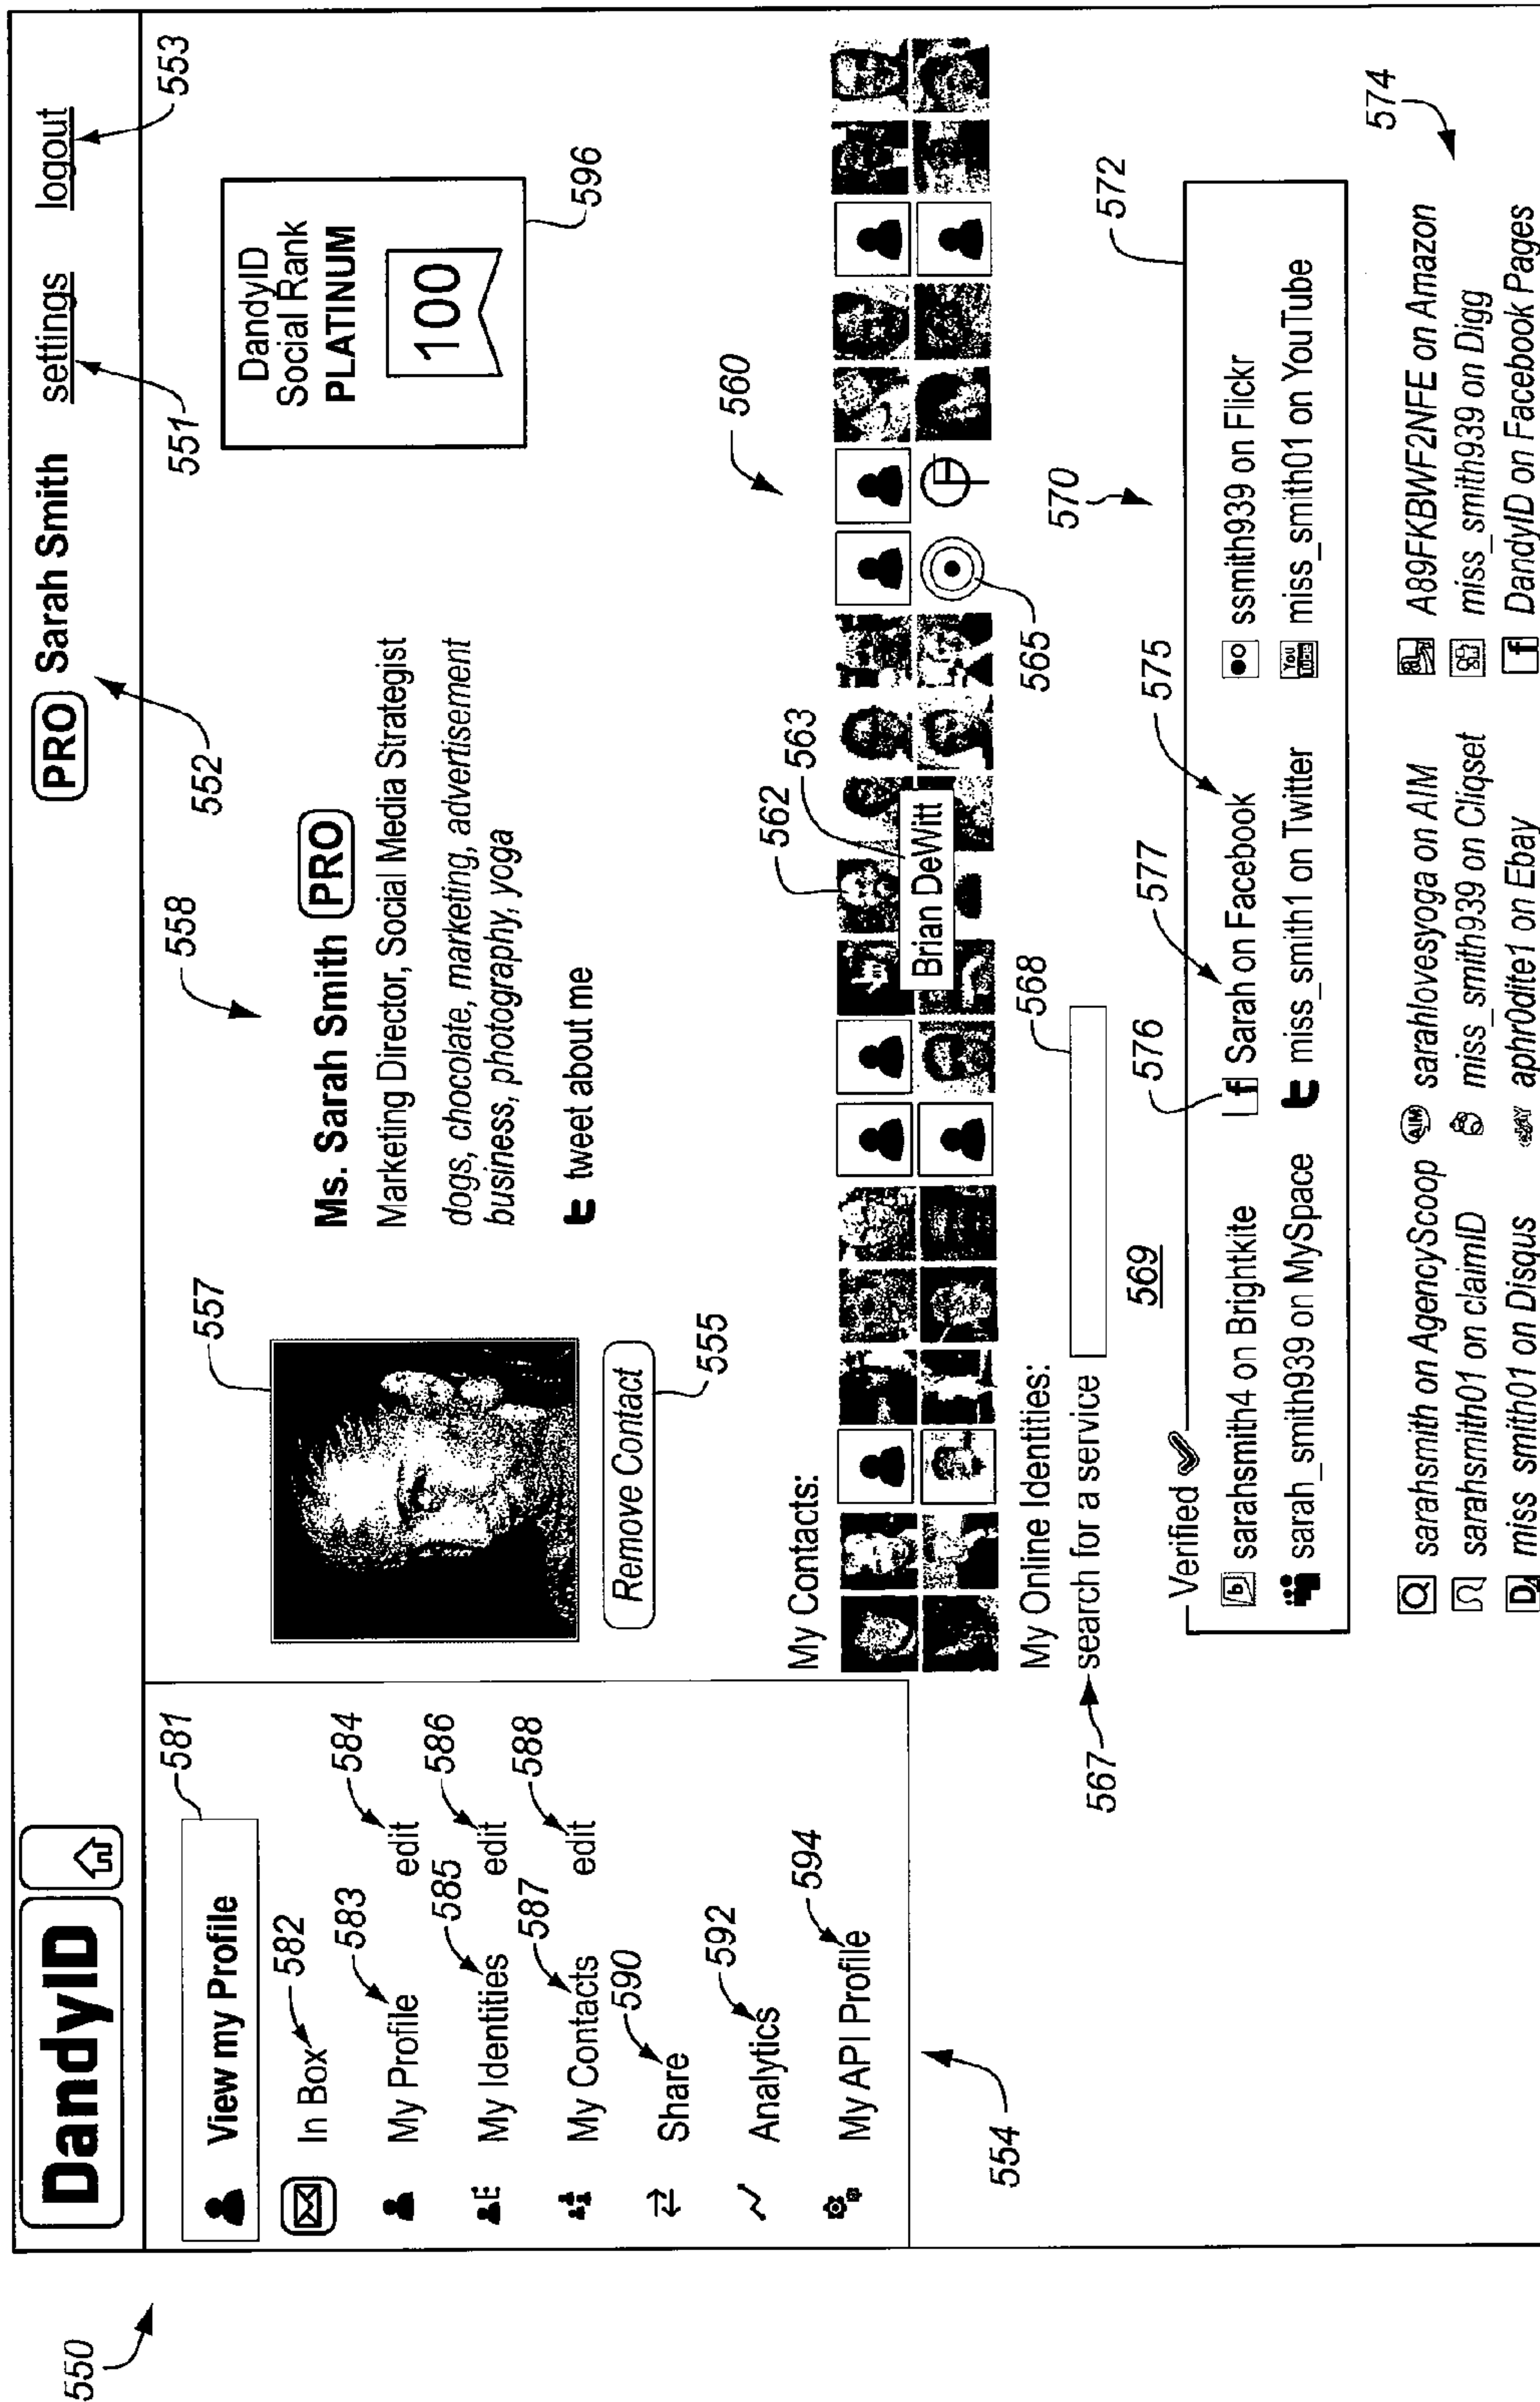 550
DandyID
PRO Sarah Smith
settings
logout
552
551
553
View my Profile
581
In Box
582
My Profile
583
edit
584
My Identities
585
edit
586
My Contacts
587
edit
588
Share
590
Analytics
592
My API Profile
594
554
557
Remove Contact
555
558
Ms. Sarah Smith PRO
Marketing Director, Social Media Strategist
dogs, chocolate, marketing, advertisement
business, photography, yoga
t tweet about me
DandyID
Social Rank
PLATINUM
100
596
My Contacts:
562
563
560
Brian DeWitt
565
My Online Identities:
567
search for a service
568
569
570
572
574
Verified
576
577
575
b sarahsmith4 on Brightkite
f Sarah on Facebook
ssmith939 on Flickr
sarah_smith939 on MySpace
t miss_smith1 on Twitter
You Tube miss_smith01 on YouTube
sarahsmith on AgencyScoop
AIM sarahlovesyoga on AIM
a A89FKBWF2NFE on Amazon
sarahsmith01 on claimID
miss_smith939 on Cliqset
miss_smith939 on Digg
D miss smith01 on Disqus
ebay aphr0dite1 on Ebay
f DandyID on Facebook Pages